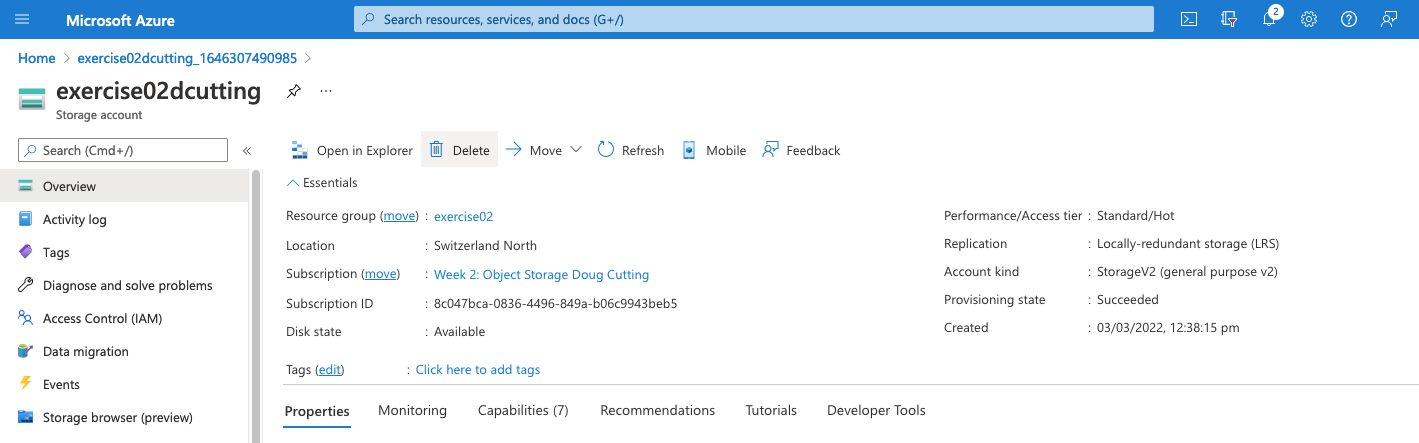 Microsoft Azure
Search resources, services, and docs (G+/)
2
Home > exercise02dcutting_1646307490985 >
exercise02dcutting
...
Storage account
Search (Cmd+/)
«
Overview
Activity log
Tags
Diagnose and solve problems
Access Control (IAM)
Data migration
Events
Storage browser (preview)
Open in Explorer
Delete
Move
Refresh
Mobile
Feedback
Essentials
Resource group (move) : exercise02
Location : Switzerland North
Subscription (move) : Week 2: Object Storage Doug Cutting
Subscription ID : 8c047bca-0836-4496-849a-b06c9943beb5
Disk state : Available
Performance/Access tier : Standard/Hot
Replication : Locally-redundant storage (LRS)
Account kind : StorageV2 (general purpose v2)
Provisioning state : Succeeded
Created : 03/03/2022, 12:38:15 pm
Tags (edit) : Click here to add tags
Properties
Monitoring
Capabilities (7)
Recommendations
Tutorials
Developer Tools